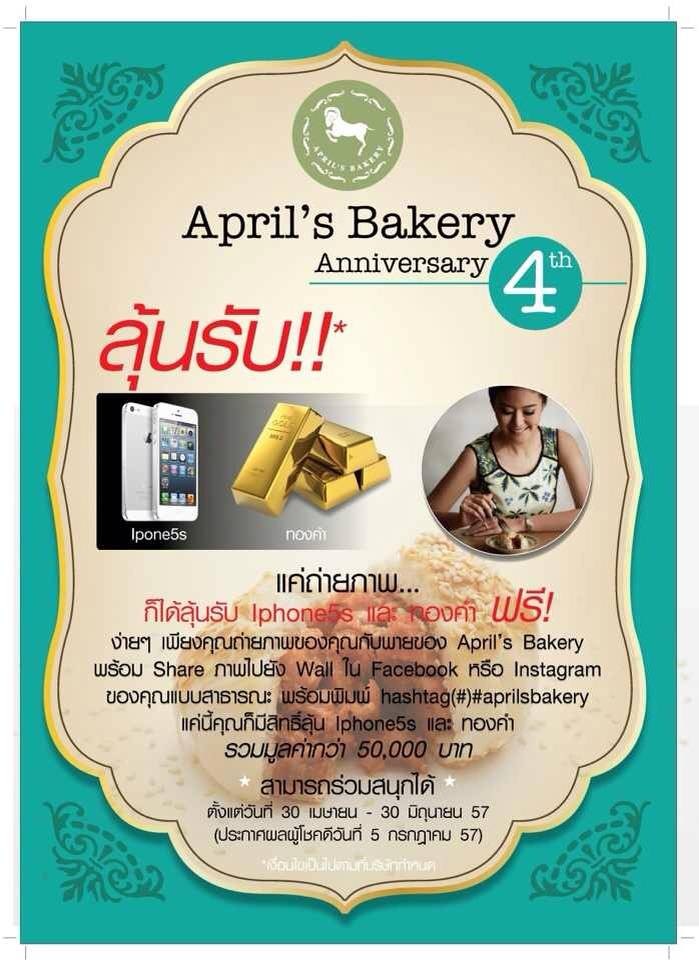 APRIL'S BAKERY
April's Bakery
Anniversary 4th
ลุ้นรับ!!*
GOLD
999.9
Ipone5s
ทองคำ
แค่ถ่ายภาพ...
ก็ได้ลุ้นรับ Iphone5s และ ทองคำ ฟรี!
ง่ายๆ เพียงคุณถ่ายภาพของคุณกับพายของ April's Bakery
พร้อม Share ภาพไปยัง Wall ใน Facebook หรือ Instagram
ของคุณแบบสาธารณะ พร้อมพิมพ์ hashtag(#)#aprilsbakery
แค่นี้คุณก็มีสิทธิ์ลุ้น Iphone5s และ ทองคำ
รวมมูลค่ากว่า 50,000 บาท
* สามารถร่วมสนุกได้ *
ตั้งแต่วันที่ 30 เมษายน - 30 มิถุนายน 57
(ประกาศผลผู้โชคดีวันที่ 5 กรกฎาคม 57)
*เงื่อนไขเป็นไปตามที่บริษัทกำหนด